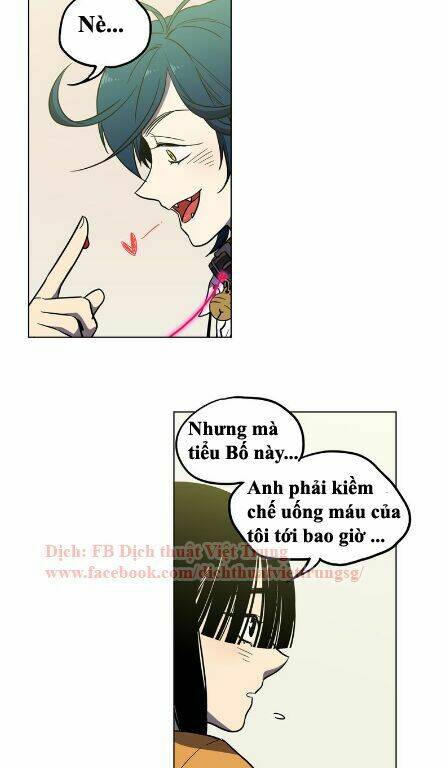 Nè...
Nhưng mà
tiểu Bố này...
Anh phải kiềm
chế uống máu của
tôi tới bao giờ ...
Dịch: FB Dịch thuật Việt Trung
www.facebook.com/dichthuatviettrungsg/